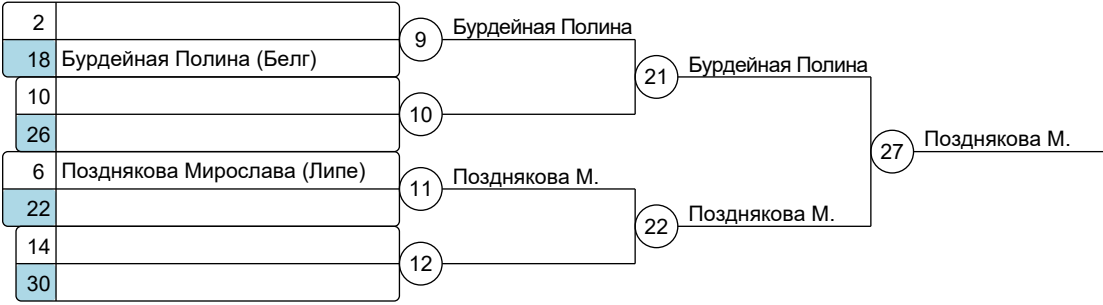 2
9 Бурдейная Полина
18 Бурдейная Полина (Белг)
21 Бурдейная Полина
10
10
26
27 Позднякова М.
6 Позднякова Мирослава (Липе)
11 Позднякова М.
22
22 Позднякова М.
14
12
30